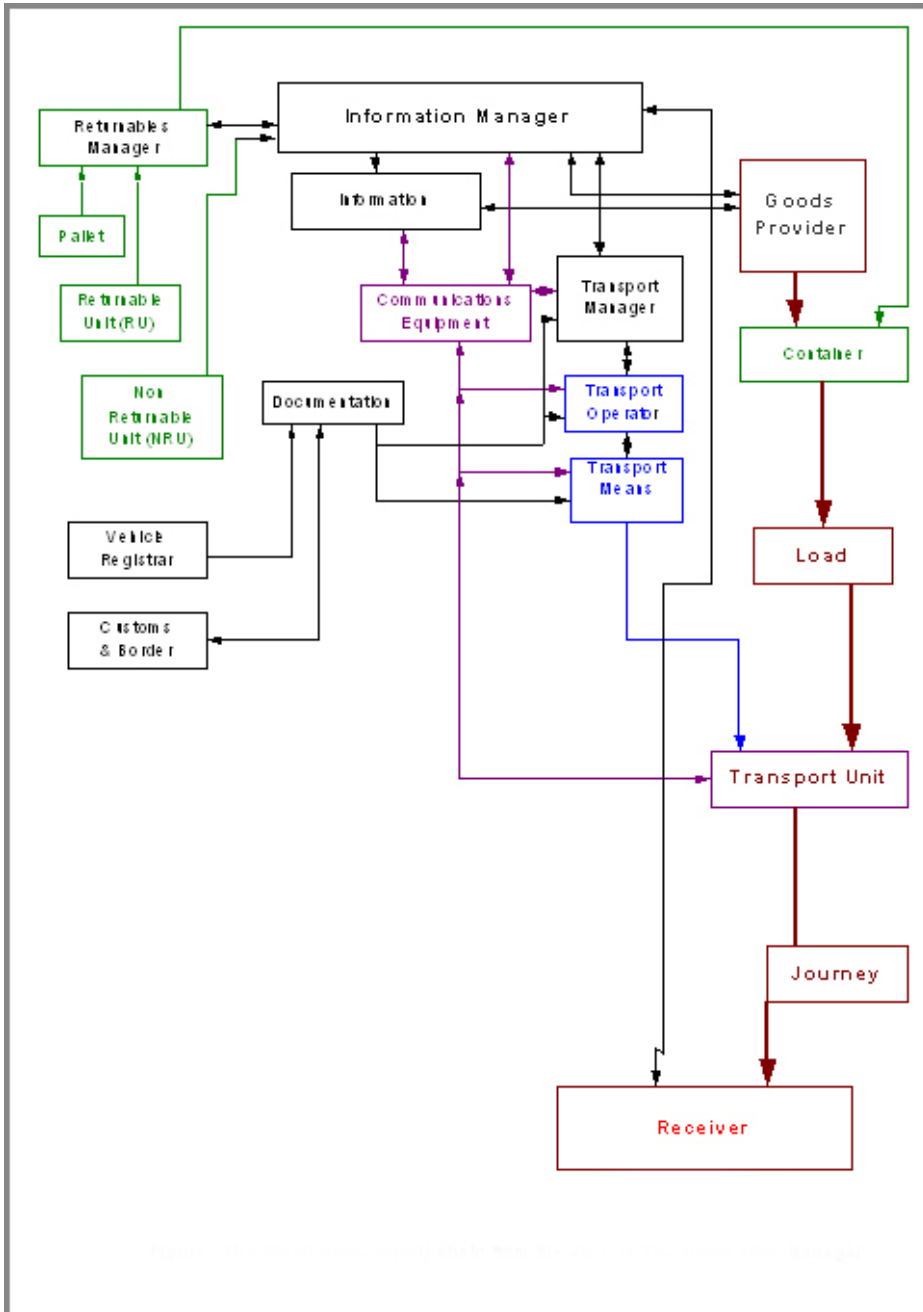 Information Manager
Returnables
Manager
Information
Goods
Provider
Pallet
Returnable
Unit (RU)
Communications
Equipment
Transport
Manager
Container
Non
Returnable
Unit (NRU)
Documentation
Transport
Operator
Transport
Means
Vehicle
Registrar
Load
Customs
& Border
Transport Unit
Journey
Receiver